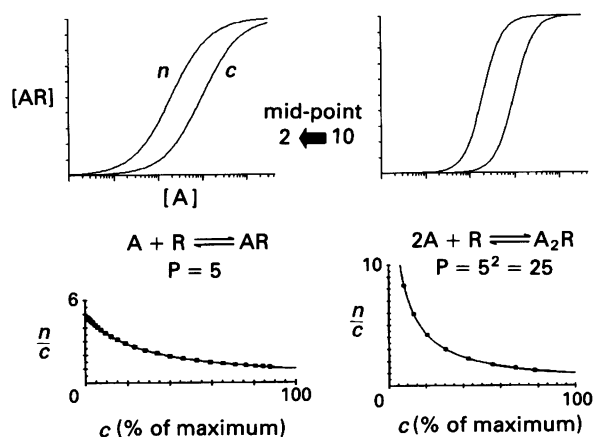 [AR]
n
c
mid-point
2 10
[A]
A + R ⇌ AR
P = 5
2A + R ⇌ A₂R
P = 5² = 25
6
n/c
0
100
c (% of maximum)
10
n/c
0
100
c (% of maximum)